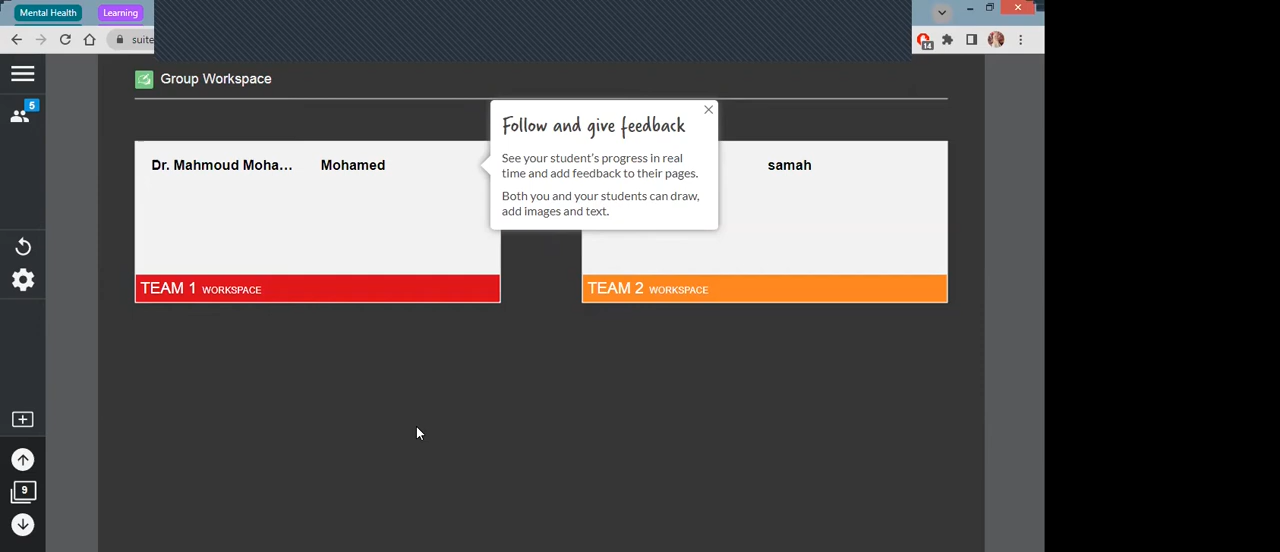 Mental Health
Learning
suite
14
Group Workspace
5
Follow and give feedback
See your student's progress in real
time and add feedback to their pages.
Both you and your students can draw,
add images and text.
Dr. Mahmoud Moha...
Mohamed
samah
TEAM 1 WORKSPACE
TEAM 2 WORKSPACE
9